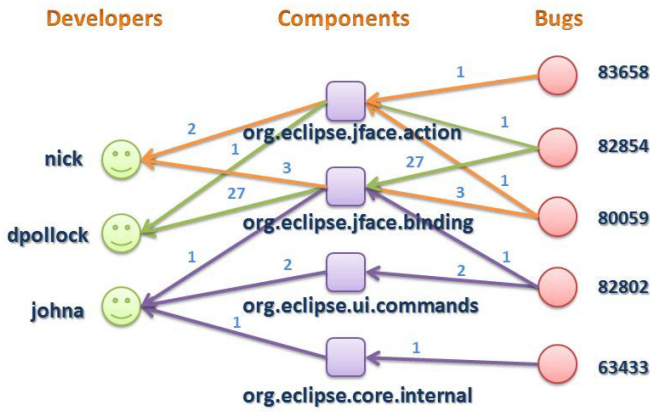 Developers Components Bugs
1 83658
2 org.eclipse.jface.action
1 1 82854
nick 3 27
27 1
org.eclipse.jface.binding 3 80059
dpollock
1 1
2 2 82802
johna org.eclipse.ui.commands
1 1
63433
org.eclipse.core.internal